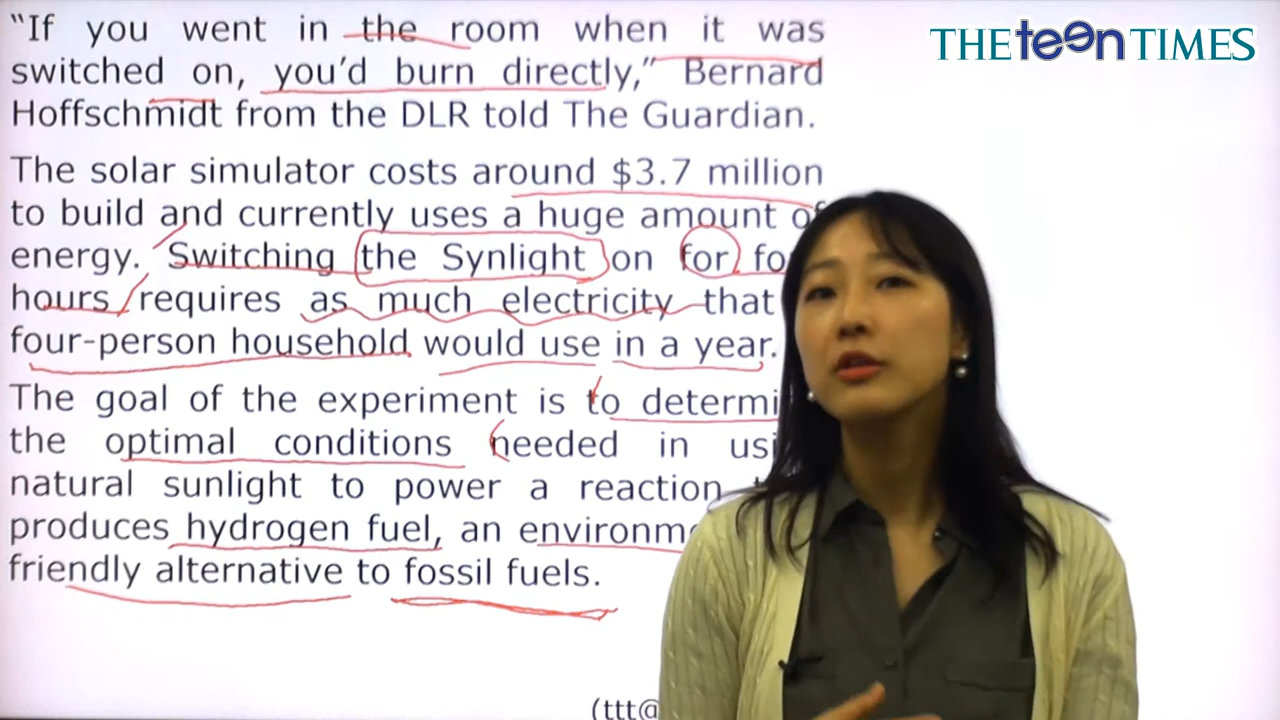 THE teen TIMES
“If you went in the room when it was
switched on, you’d burn directly,” Bernard
Hoffschmidt from the DLR told The Guardian.
The solar simulator costs around $3.7 million
to build and currently uses a huge amount of
energy. Switching the Synlight on for
hours requires as much electricity that
four-person household would use in a year.
The goal of the experiment is to
the optimal conditions needed in
natural sunlight to power a reaction
produces hydrogen fuel, an
friendly alternative to fossil fuels.
(ttt@